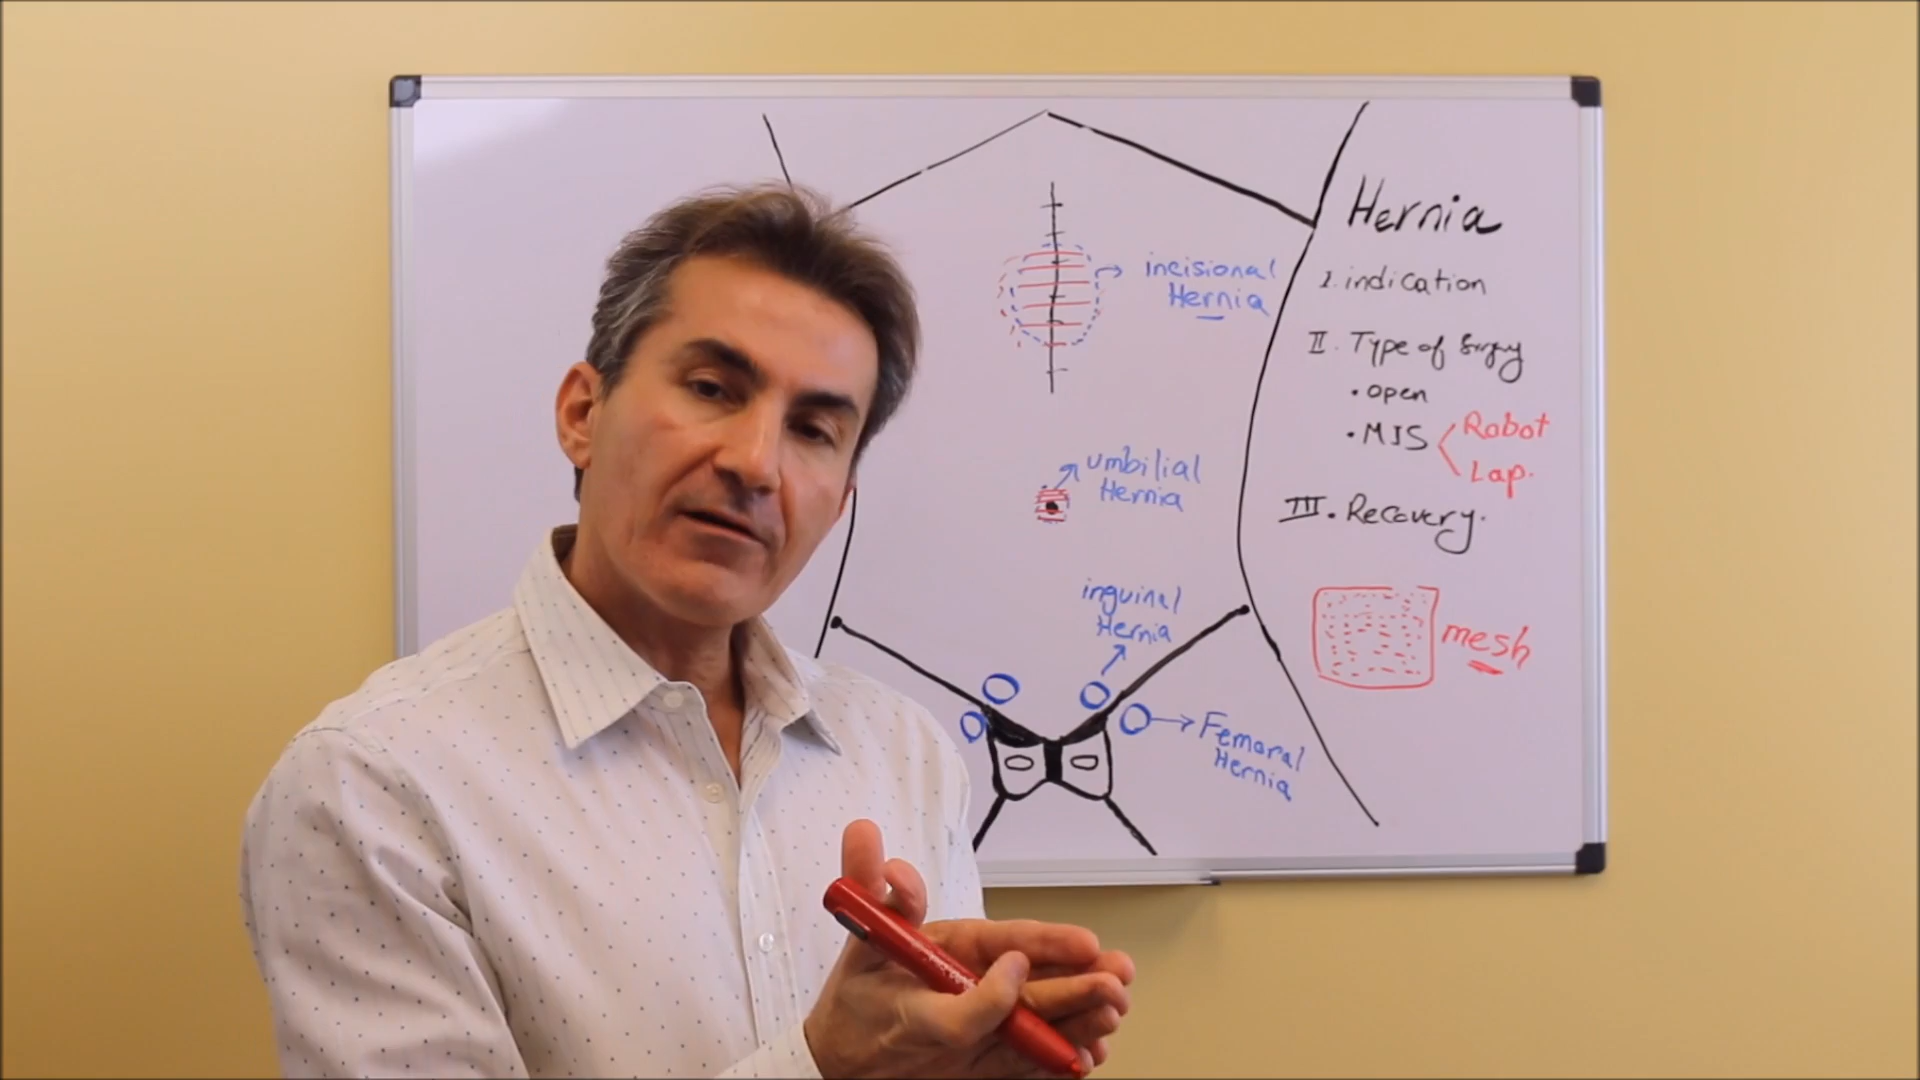 Hernia
I. indication
II. Type of Surgery
• open
• MIS
Robot
Lap.
III. Recovery.
mesh
incisional
Hernia
umbilial
Hernia
inguinal
Hernia
Femoral
Hernia